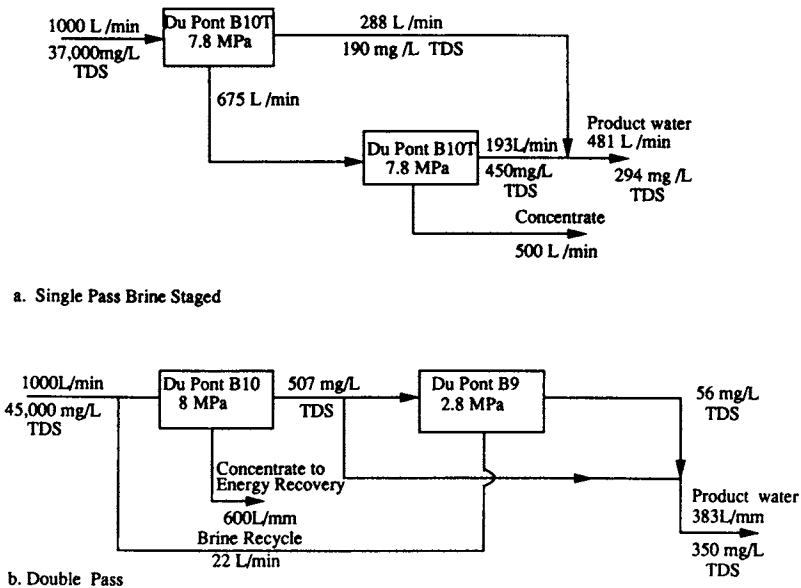 1000 L /min
37,000mg/L
TDS
Du Pont B10T
7.8 MPa
288 L/min
190 mg /L TDS
675 L /min
Du Pont B10T
7.8 MPa
193L/min
450mg/L
TDS
Product water
481 L /min
294 mg /L
TDS
Concentrate
500 L /min
a. Single Pass Brine Staged
1000L/min
45,000 mg/L
TDS
Du Pont B10
8 MPa
507 mg/L
TDS
Du Pont B9
2.8 MPa
56 mg/L
TDS
Concentrate to
Energy Recovery
600L/mm
Brine Recycle
22 L/min
Product water
383L/mm
350 mg/L
TDS
b. Double Pass